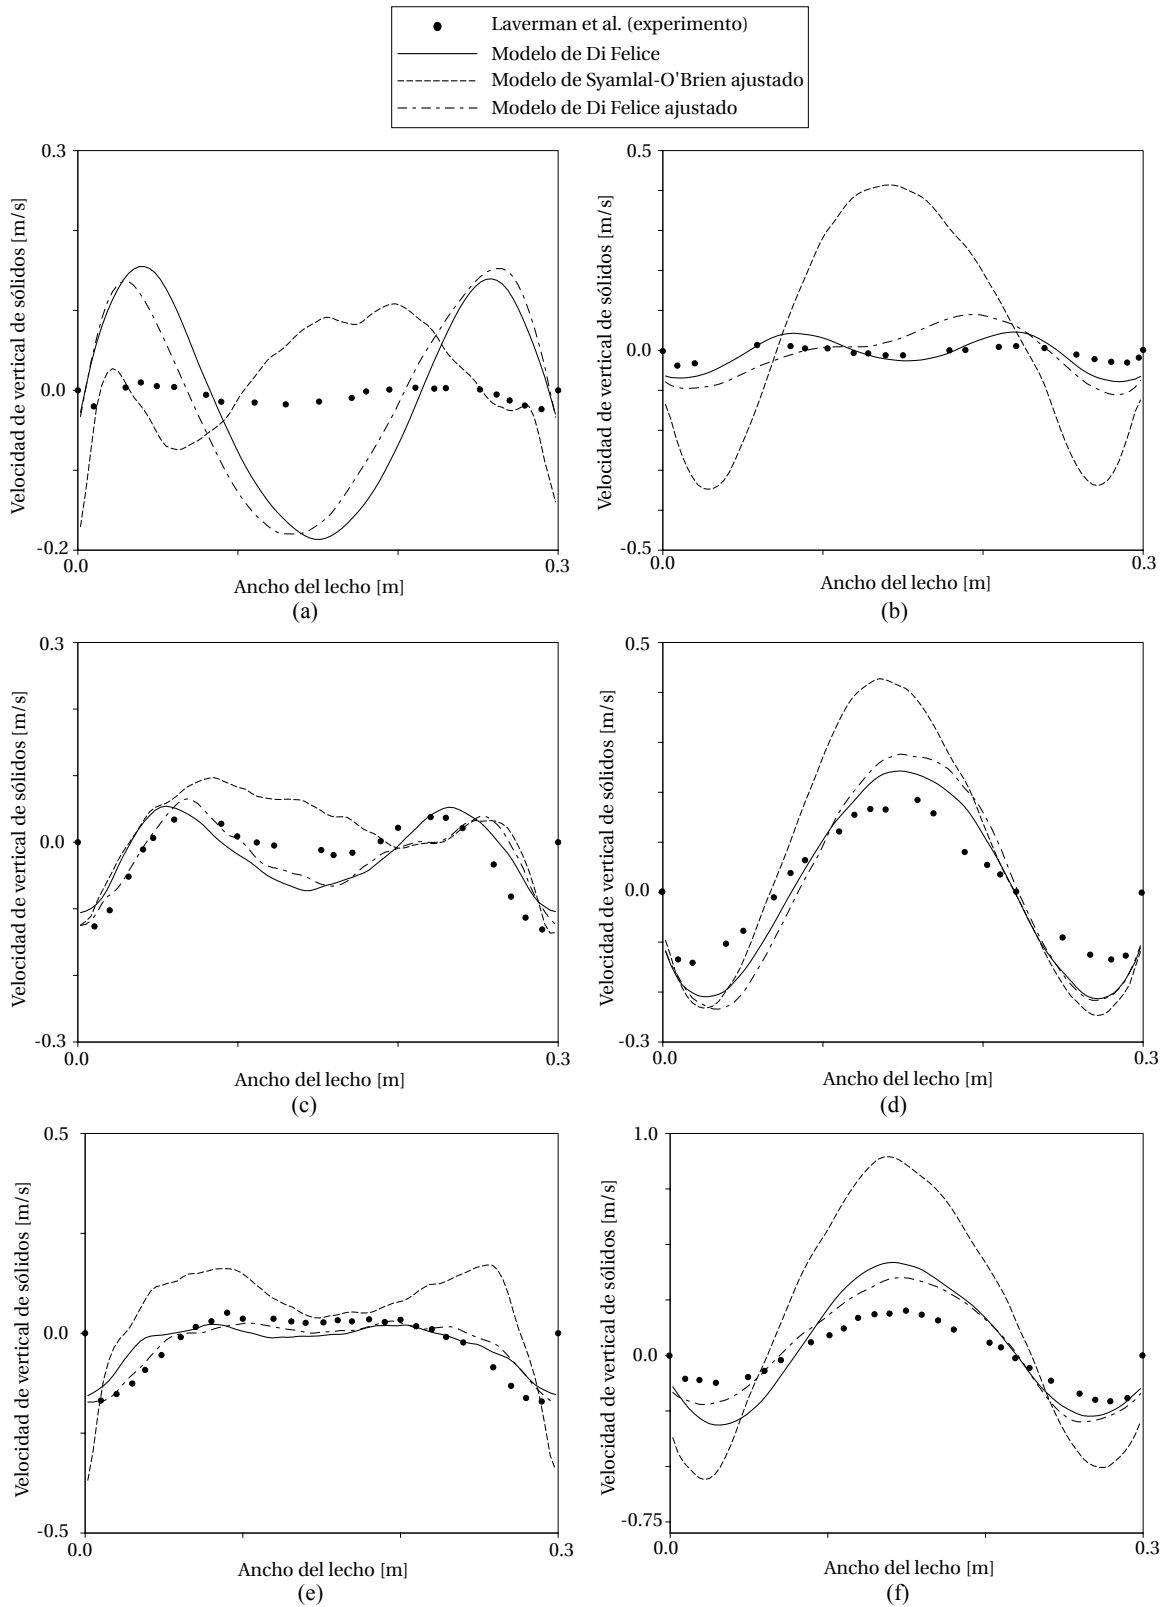 Laverman et al. (experimento)
Modelo de Di Felice
Modelo de Syamlal-O'Brien ajustado
Modelo de Di Felice ajustado
0.3
0.0
-0.2
0.0
0.3
Velocidad de vertical de sólidos [m/s]
Ancho del lecho [m]
(a)
0.5
0.0
-0.5
0.0
0.3
Velocidad de vertical de sólidos [m/s]
Ancho del lecho [m]
(b)
0.3
0.0
-0.3
0.0
0.3
Velocidad de vertical de sólidos [m/s]
Ancho del lecho [m]
(c)
0.5
0.0
-0.3
0.0
0.3
Velocidad de vertical de sólidos [m/s]
Ancho del lecho [m]
(d)
0.5
0.0
-0.5
0.0
0.3
Velocidad de vertical de sólidos [m/s]
Ancho del lecho [m]
(e)
1.0
0.0
-0.75
0.0
0.3
Velocidad de vertical de sólidos [m/s]
Ancho del lecho [m]
(f)